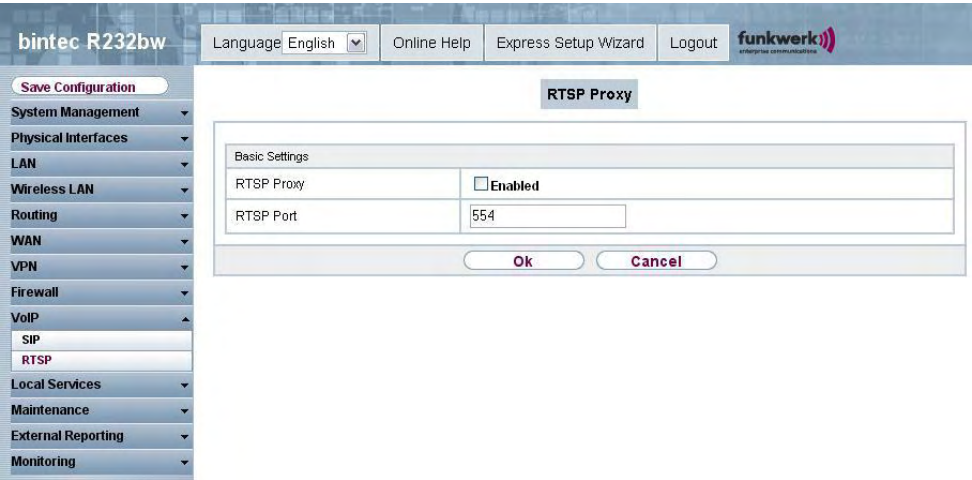 bintec R232bw
Language English
Online Help
Express Setup Wizard
Logout
funkwerk
enterprise communications
Save Configuration
System Management
Physical Interfaces
LAN
Wireless LAN
Routing
WAN
VPN
Firewall
VoIP
SIP
RTSP
Local Services
Maintenance
External Reporting
Monitoring
RTSP Proxy
Basic Settings
RTSP Proxy Enabled
RTSP Port 554
Ok Cancel